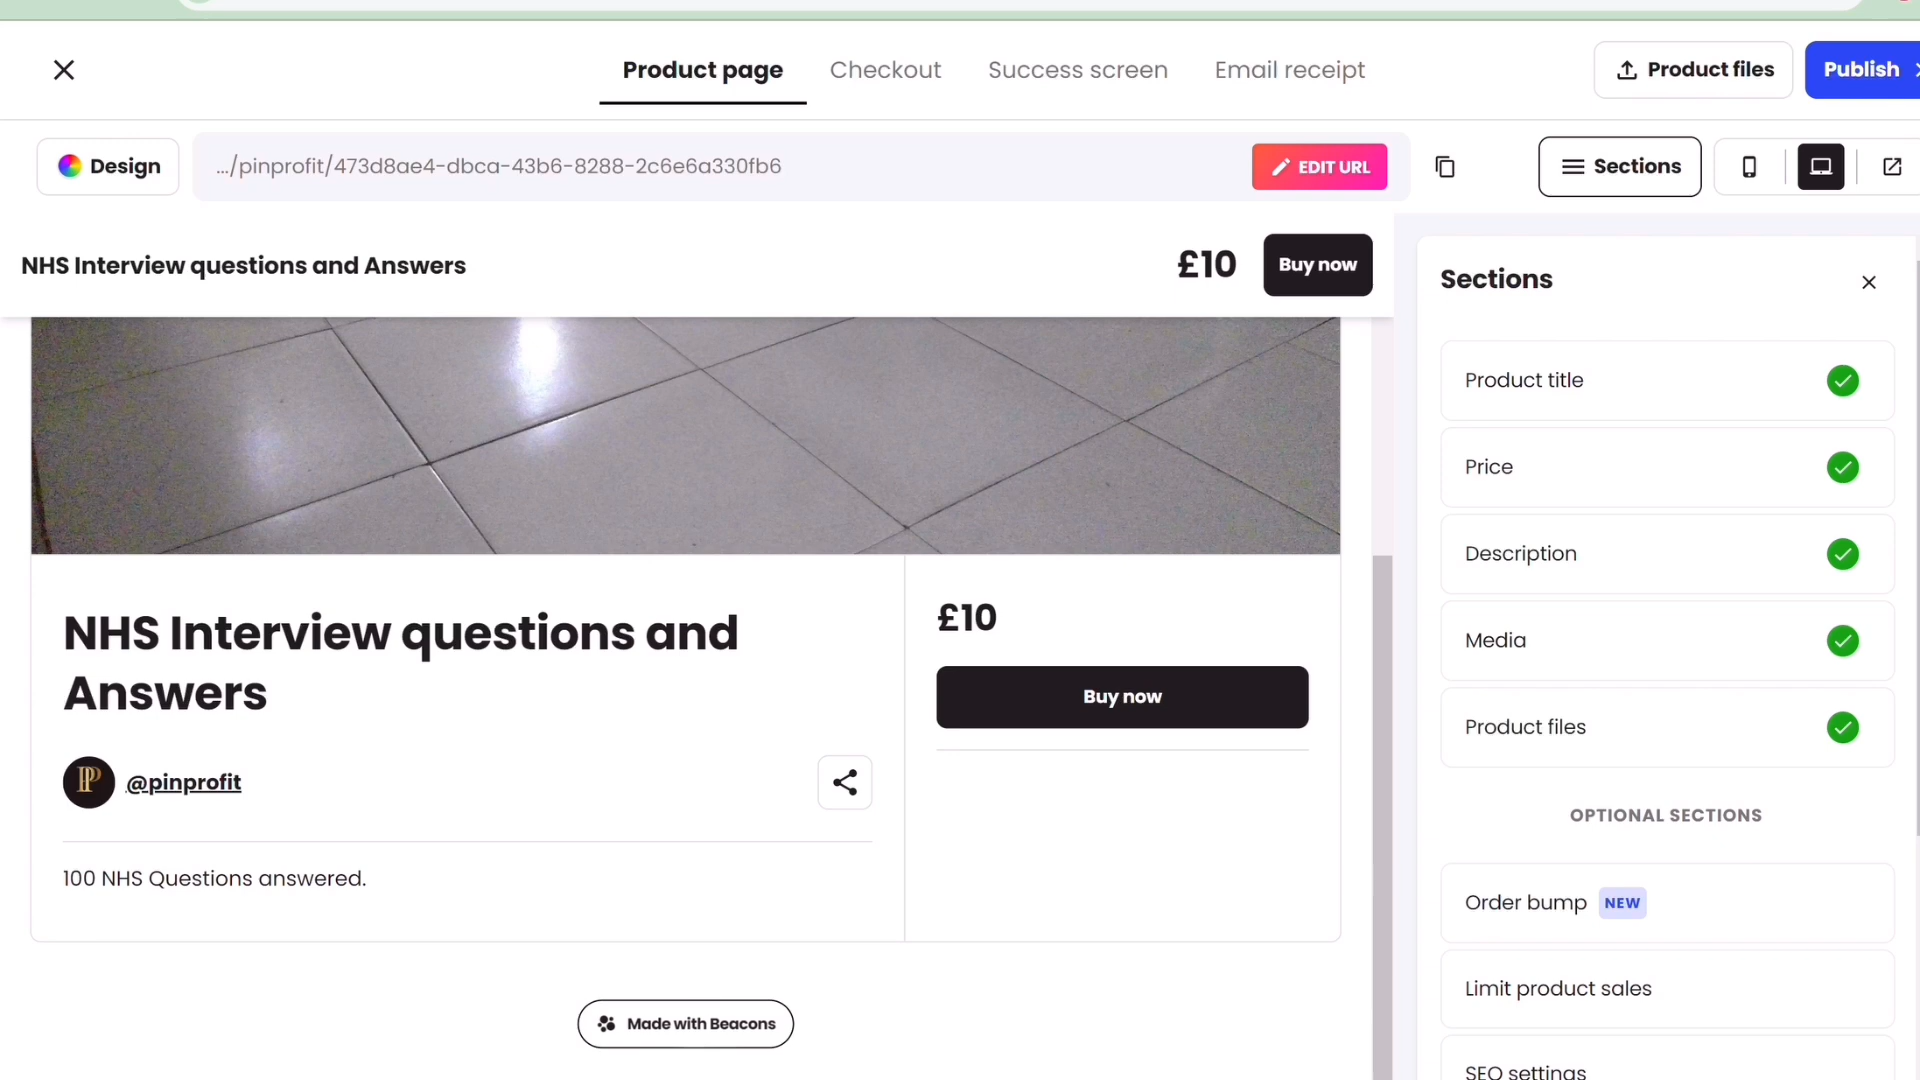 Product page
Checkout
Success screen
Email receipt
Product files
Publish
Design
.../pinprofit/473d8ae4-dbca-43b6-8288-2c6e6a330fb6
EDIT URL
Sections
NHS Interview questions and Answers
£10
Buy now
NHS Interview questions and
Answers
@pinprofit
100 NHS Questions answered.
£10
Buy now
Made with Beacons
Sections
Product title
Price
Description
Media
Product files
OPTIONAL SECTIONS
Order bump NEW
Limit product sales
SEO settings